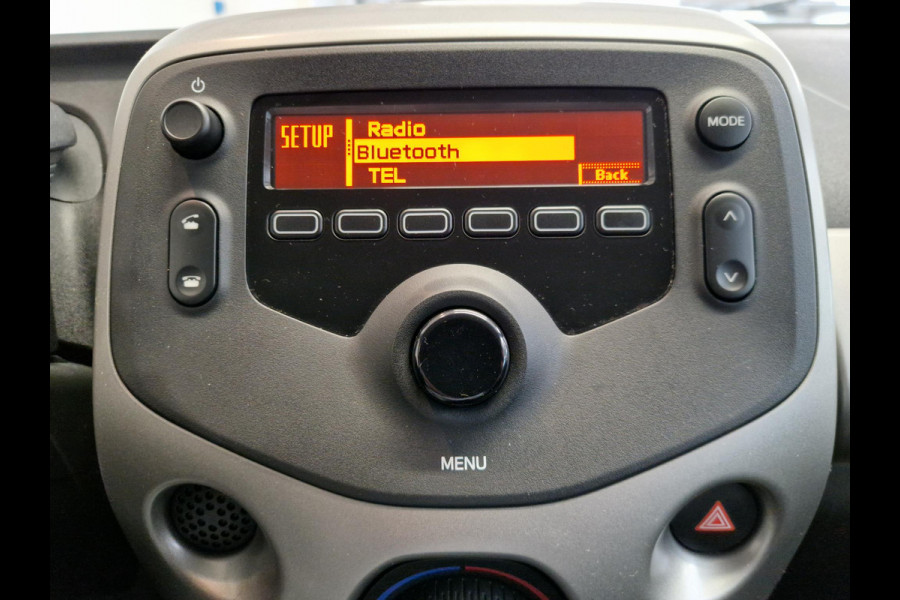 SETUP
Radio
Bluetooth
TEL
Back
MODE
MENU